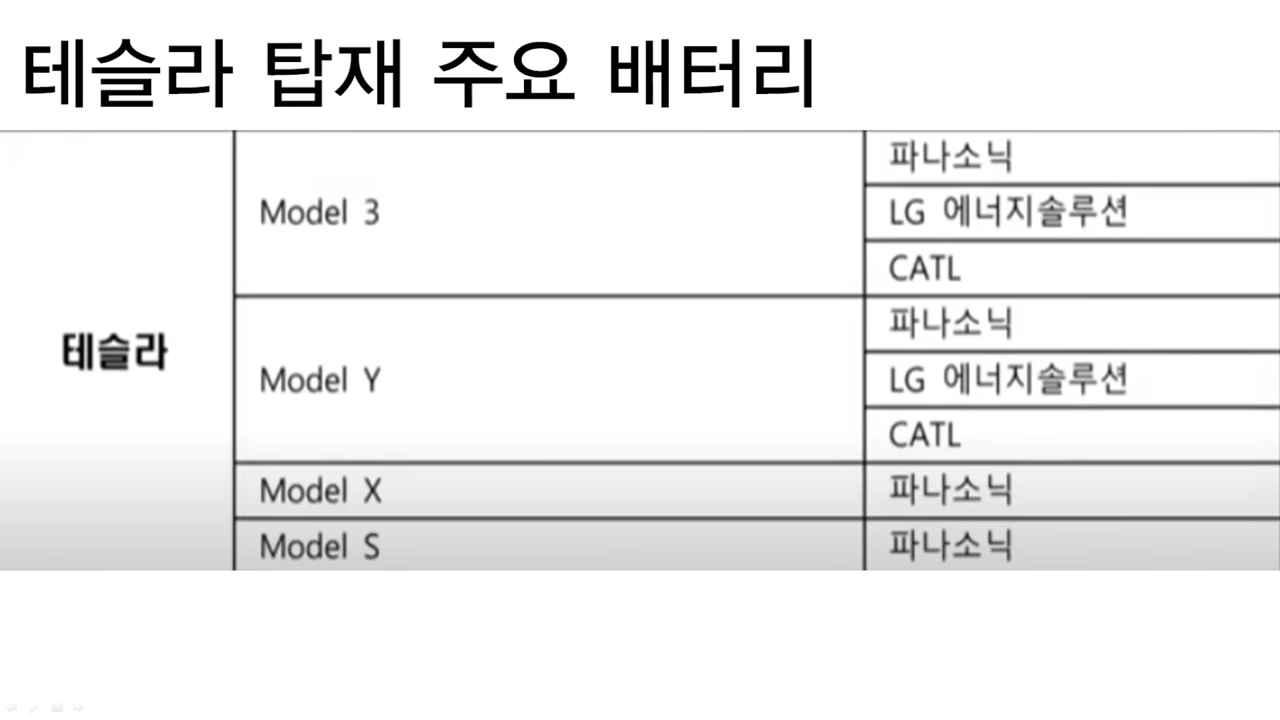 테슬라 탑재 주요 배터리
테슬라
Model 3
파나소닉
LG 에너지솔루션
CATL
Model Y
파나소닉
LG 에너지솔루션
CATL
Model X
파나소닉
Model S
파나소닉